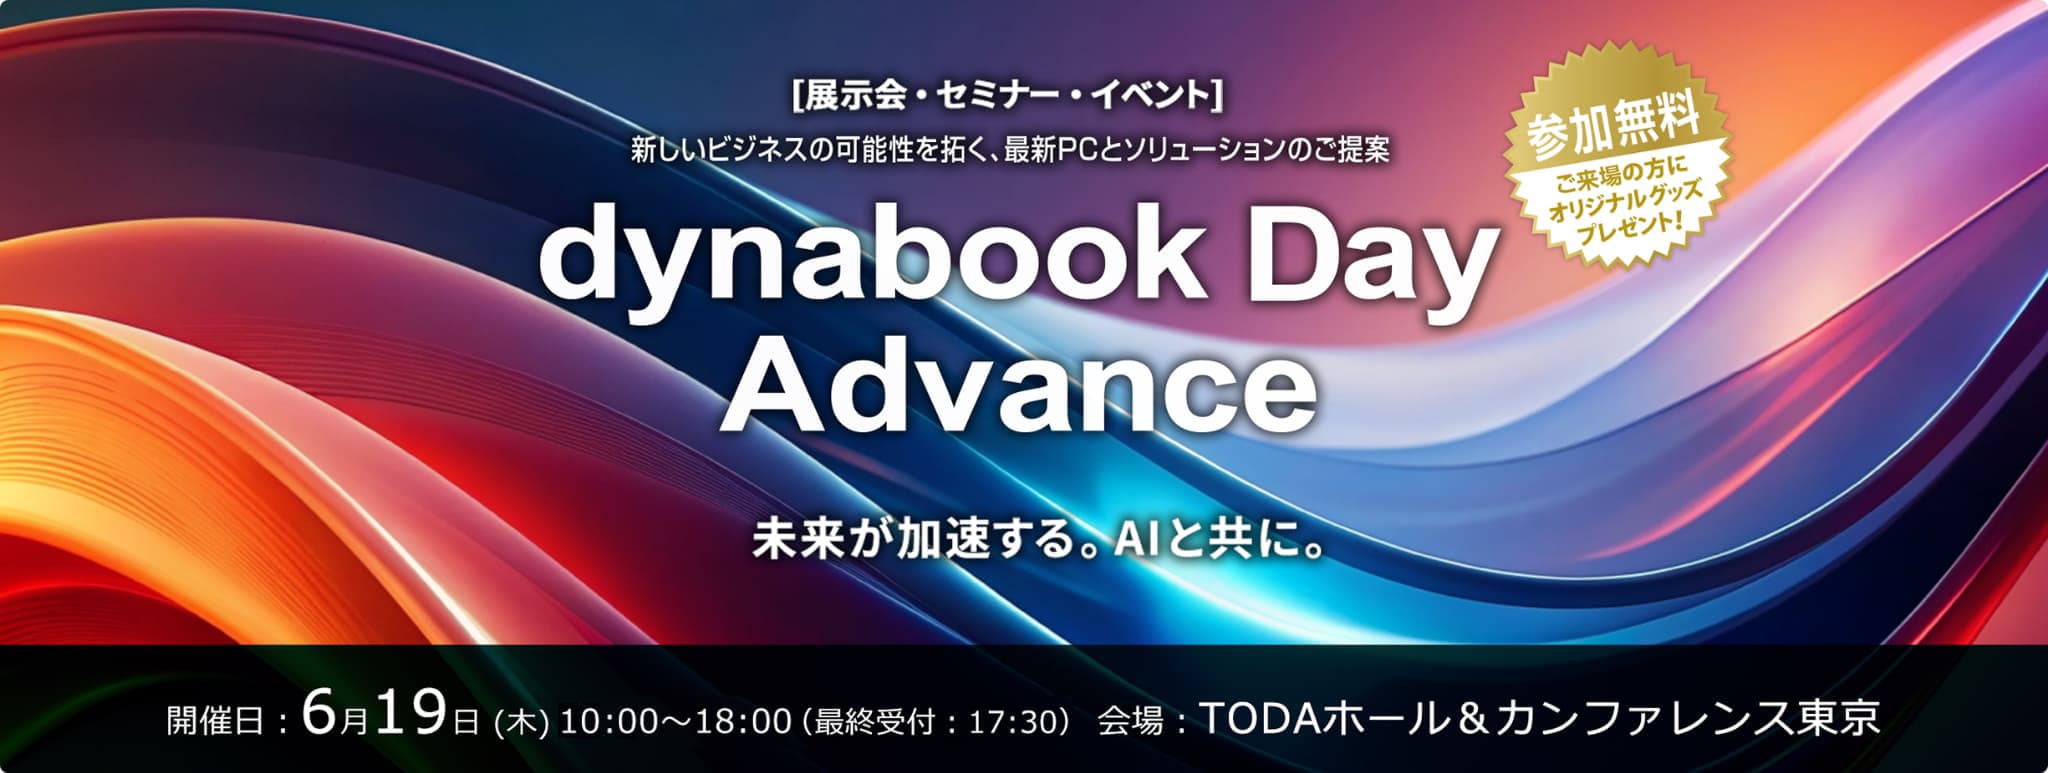 [展示会・セミナー・イベント]
新しいビジネスの可能性を拓く、最新PCとソリューションのご提案
dynabook Day
Advance
参加無料
ご来場の方に
オリジナルグッズ
プレゼント!
未来が加速する。AIと共に。
開催日：6月19日 (木) 10:00～18:00（最終受付：17:30） 会場：TODAホール＆カンファレンス東京